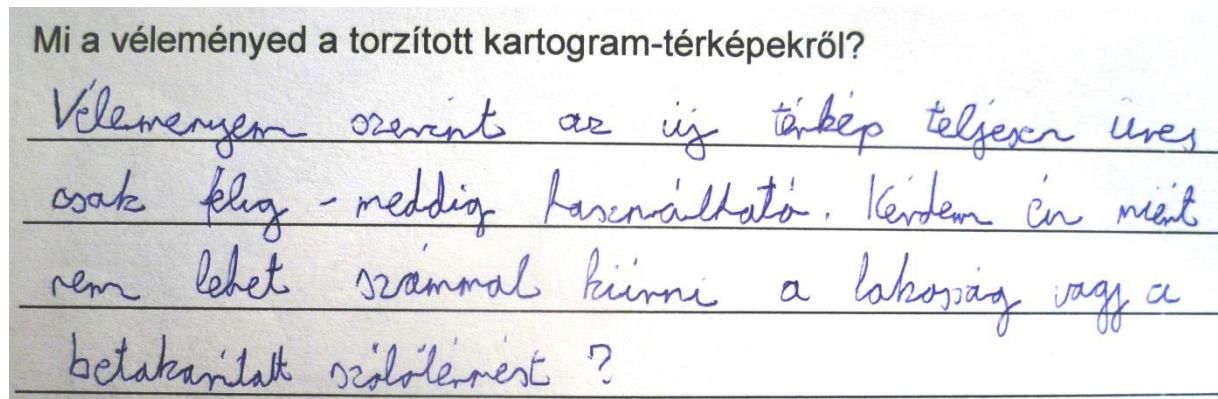 Mi a véleményed a torzított kartogram-térképekről?
Véleményem szerint az új térkép teljesen üres
csak félig-meddig használható. Kérdem én miért
nem lehet számmal kiírni a lakosság vagy a
betakarított szőlőtermést?